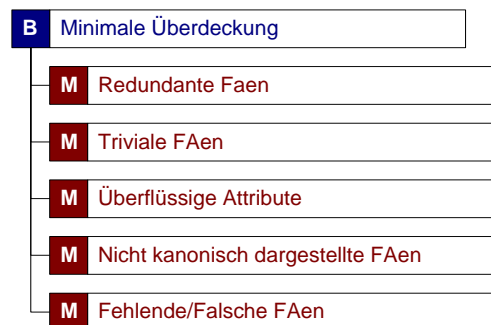 B Minimale Überdeckung
M Redundante Faen
M Triviale FAen
M Überflüssige Attribute
M Nicht kanonisch dargestellte FAen
M Fehlende/Falsche FAen